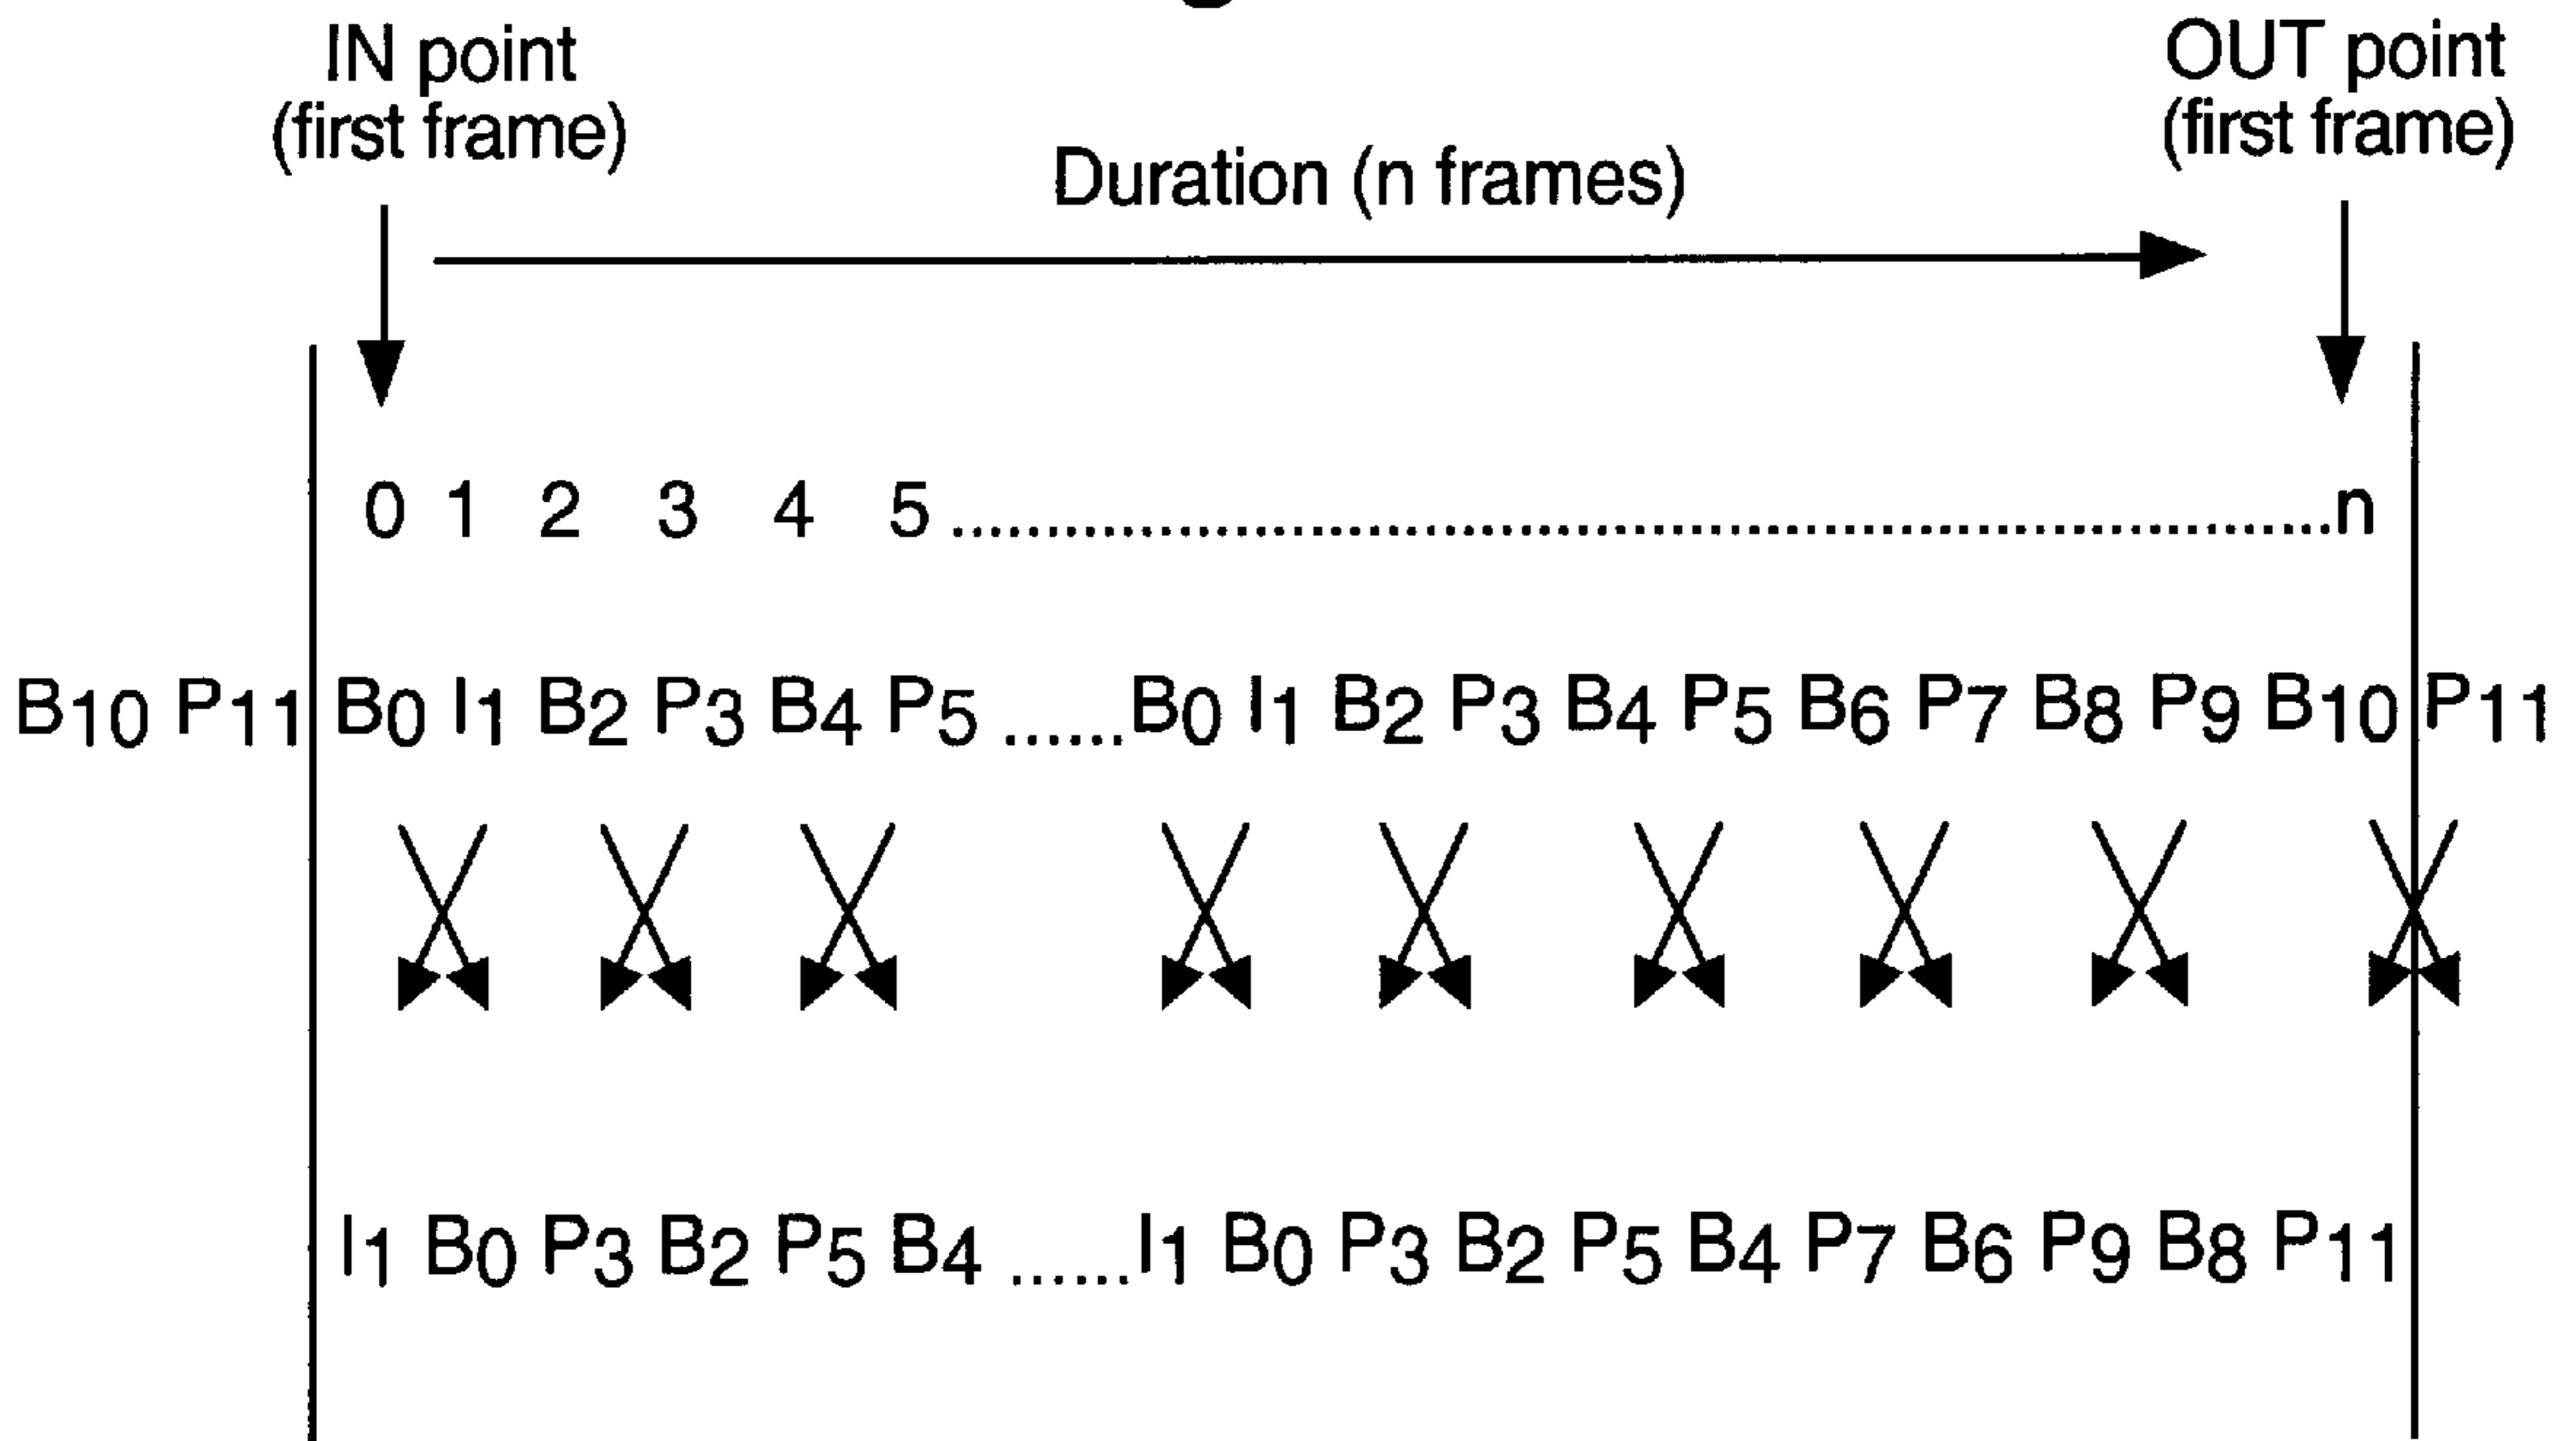 IN point
(first frame)
OUT point
(first frame)
Duration (n frames)
0 1 2 3 4 5 ..........................................................n
B10 P11 B0 I1 B2 P3 B4 P5 ......B0 I1 B2 P3 B4 P5 B6 P7 B8 P9 B10 P11
I1 B0 P3 B2 P5 B4 ......I1 B0 P3 B2 P5 B4 P7 B6 P9 B8 P11